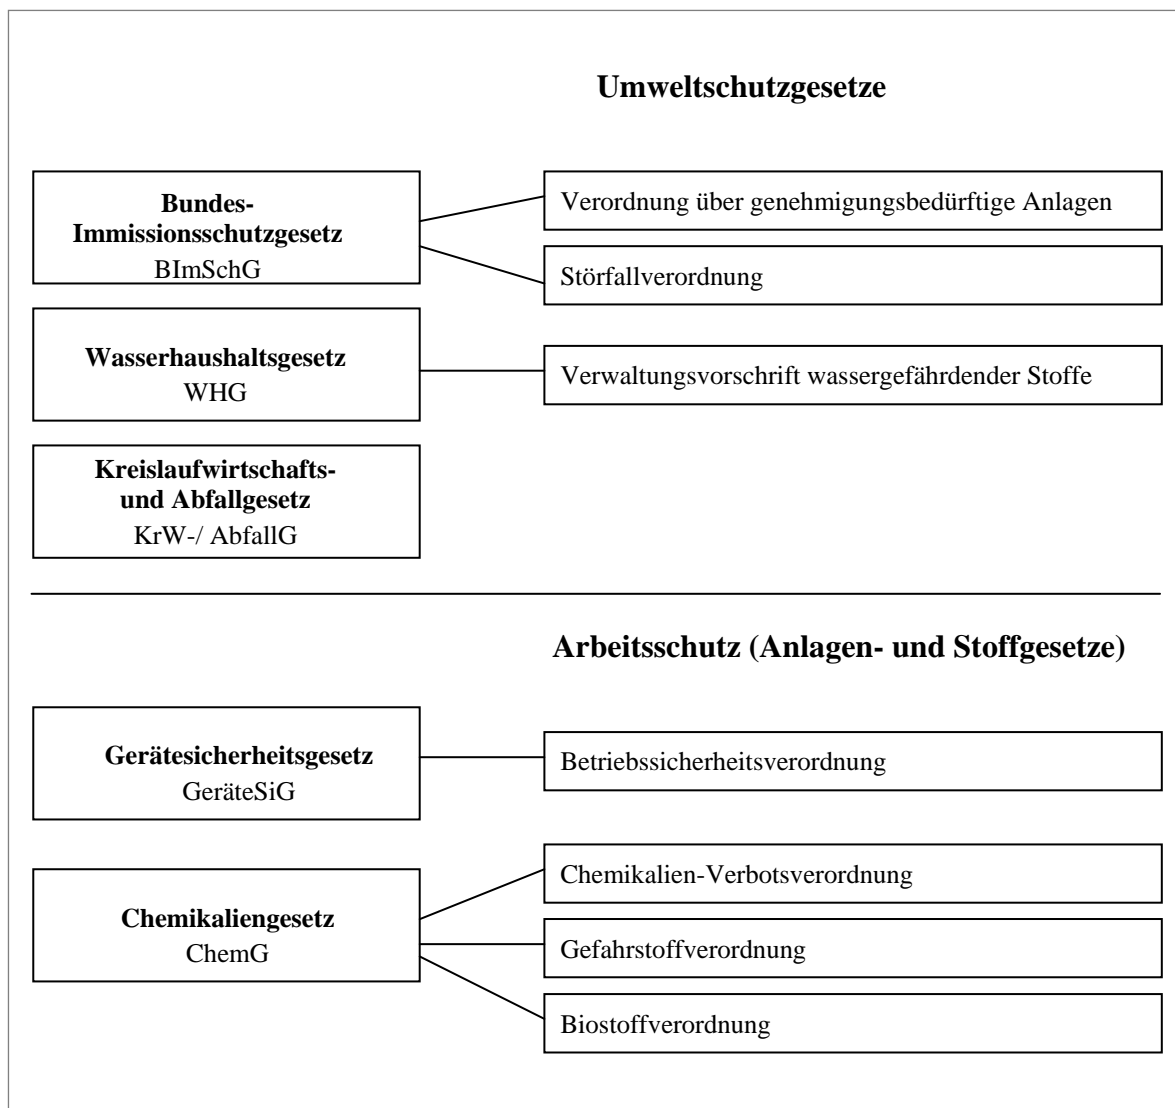 Umweltschutzgesetze
Bundes-
Immissionsschutzgesetz
BImSchG
Verordnung über genehmigungsbedürftige Anlagen
Störfallverordnung
Wasserhaushaltsgesetz
WHG
Verwaltungsvorschrift wassergefährdender Stoffe
Kreislaufwirtschafts-
und Abfallgesetz
KrW-/ AbfallG
Arbeitsschutz (Anlagen- und Stoffgesetze)
Gerätesicherheitsgesetz
GeräteSiG
Betriebssicherheitsverordnung
Chemikaliengesetz
ChemG
Chemikalien-Verbotsverordnung
Gefahrstoffverordnung
Biostoffverordnung